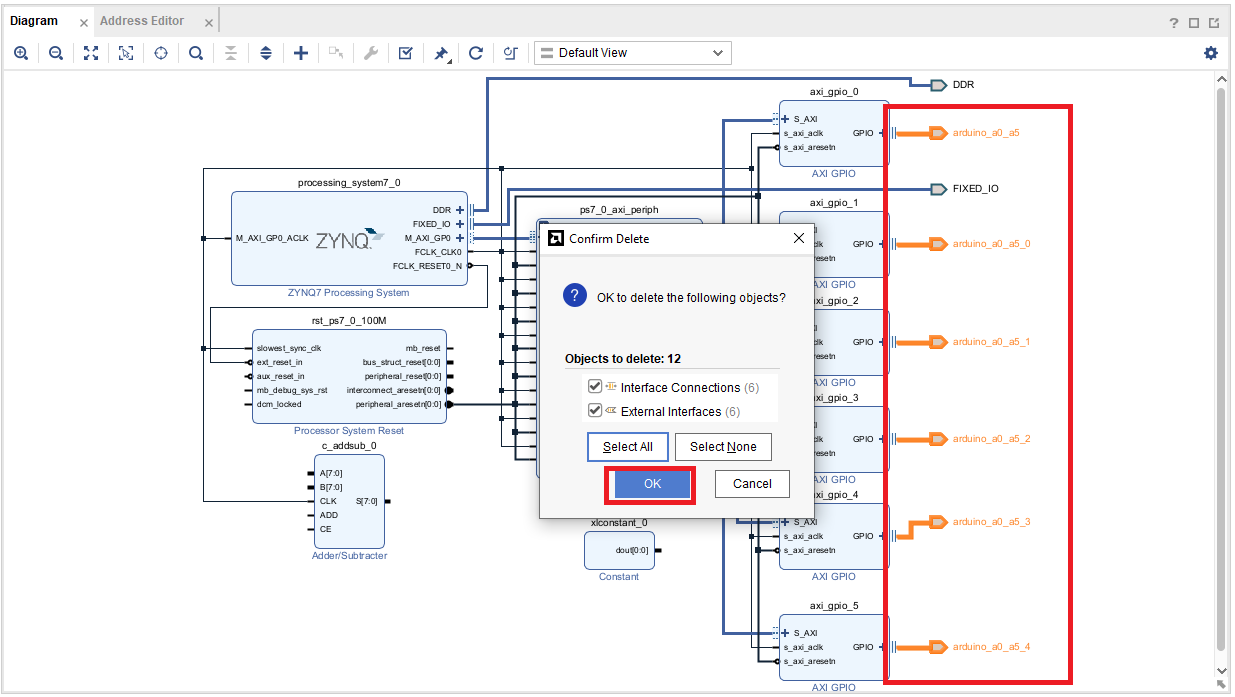 Diagram
Address Editor
?
Default View
DDR
axi_gpio_0
S_AXI
s_axi_aclk
GPIO
s_axi_aresetn
AXI GPIO
arduino_a0_a5
FIXED_IO
processing_system7_0
DDR
FIXED_IO
M_AXI_GP0_ACLK
ZYNQ
M_AXI_GP0
FCLK_CLK0
FCLK_RESET0_N
ZYNQ7 Processing System
ps7_0_axi_periph
axi_gpio_1
GPIO
AXI GPIO
arduino_a0_a5_0
axi_gpio_2
GPIO
AXI GPIO
arduino_a0_a5_1
axi_gpio_3
GPIO
AXI GPIO
arduino_a0_a5_2
Confirm Delete
? OK to delete the following objects?
Objects to delete: 12
Interface Connections (6)
External Interfaces (6)
Select All
Select None
OK
Cancel
rst_ps7_0_100M
slowest_sync_clk
mb_reset
ext_reset_in
bus_struct_reset[0:0]
aux_reset_in
peripheral_reset[0:0]
mb_debug_sys_rst
interconnect_aresetn[0:0]
dcm_locked
peripheral_aresetn[0:0]
Processor System Reset
c_addsub_0
A[7:0]
B[7:0]
CLK
S[7:0]
ADD
CE
Adder/Subtracter
xlconstant_0
dout[0:0]
Constant
axi_gpio_4
S_AXI
s_axi_aclk
GPIO
s_axi_aresetn
AXI GPIO
arduino_a0_a5_3
axi_gpio_5
S_AXI
s_axi_aclk
GPIO
s_axi_aresetn
AXI GPIO
arduino_a0_a5_4